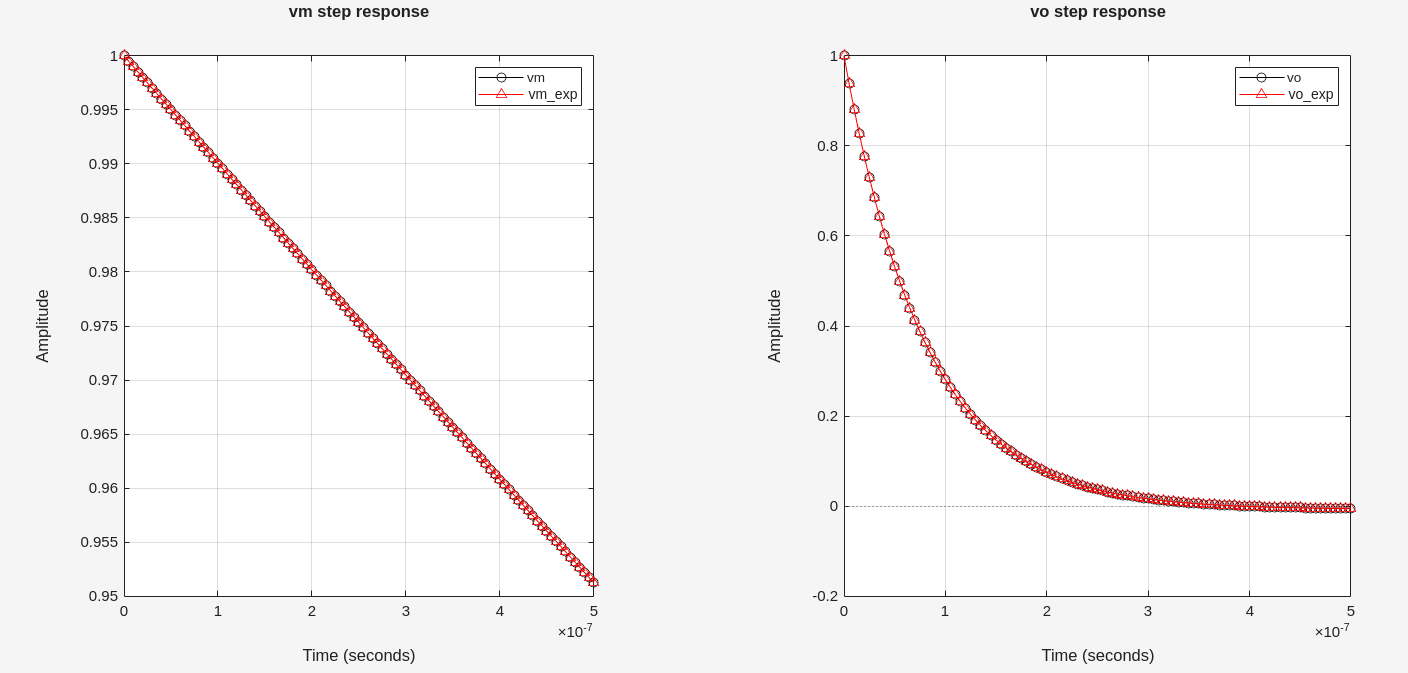 vm step response
1
0.995
0.99
0.985
0.98
0.975
0.97
0.965
0.96
0.955
0.95
0 1 2 3 4 5
×10-7
Amplitude
Time (seconds)
vm
vm_exp
vo step response
1
0.8
0.6
0.4
0.2
0
-0.2
0 1 2 3 4 5
×10-7
Amplitude
Time (seconds)
vo
vo_exp